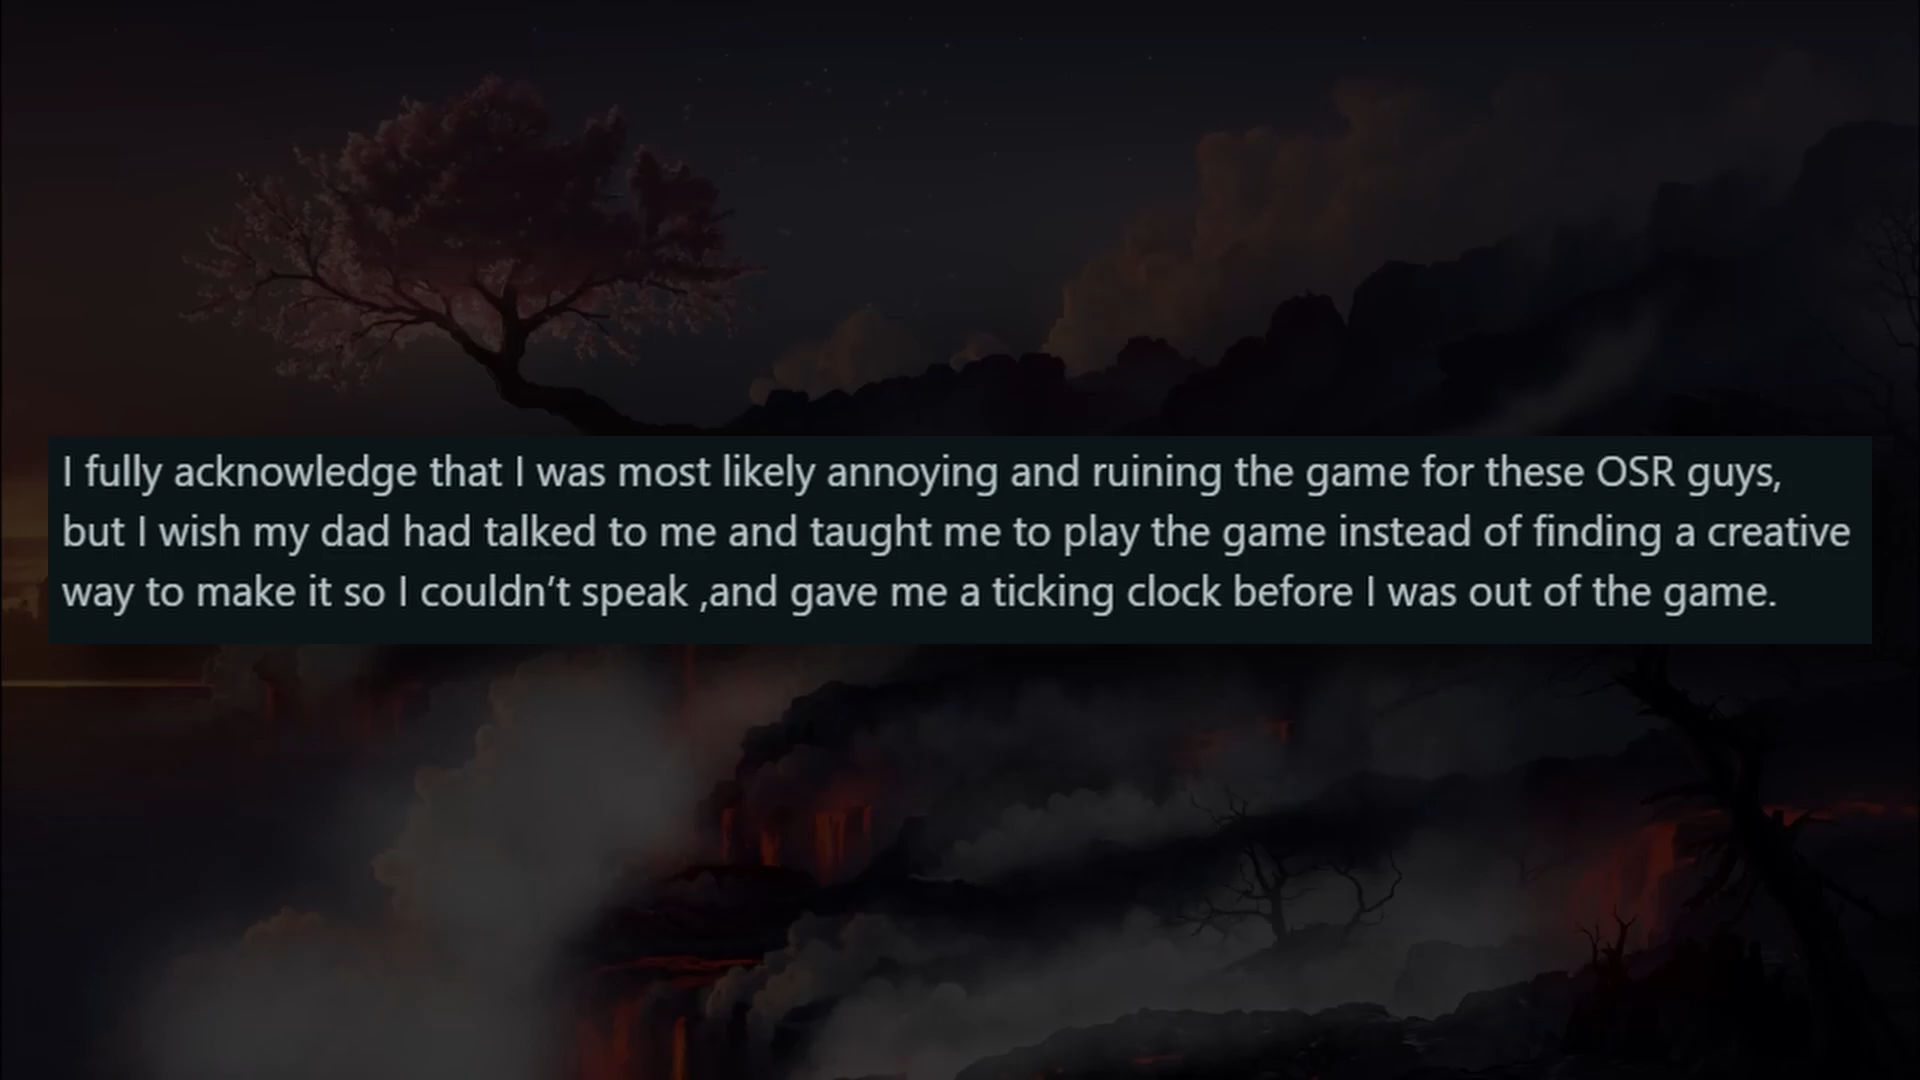 I fully acknowledge that I was most likely annoying and ruining the game for these OSR guys,
but I wish my dad had talked to me and taught me to play the game instead of finding a creative
way to make it so I couldn’t speak ,and gave me a ticking clock before I was out of the game.